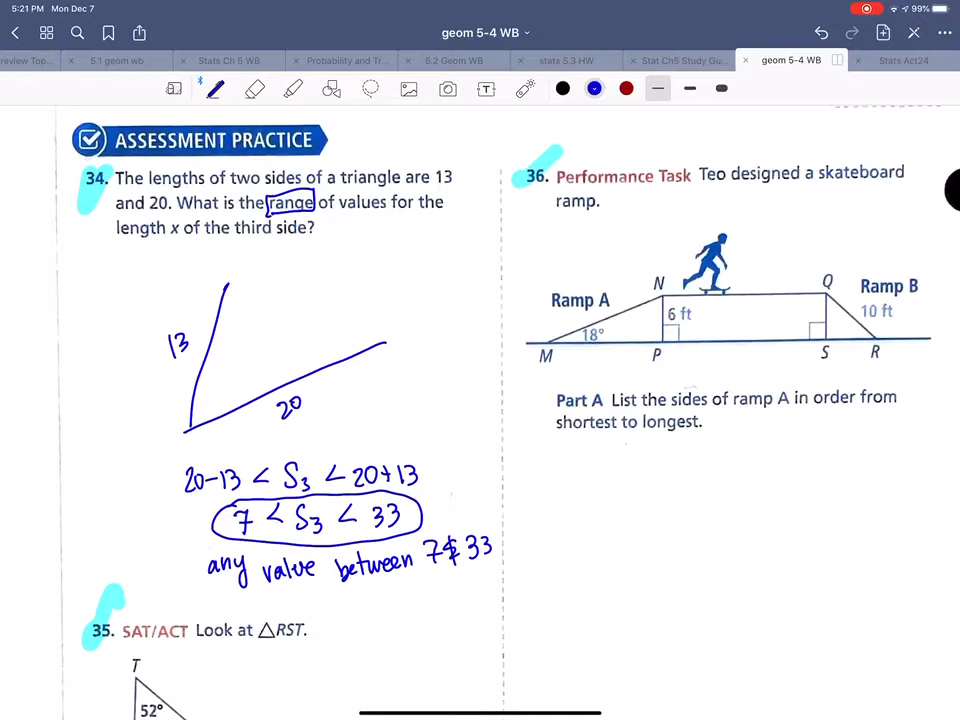 5:21 PM Mon Dec 7
99%
geom 5-4 WB
review Top...
5.1 geom wb
Stats Ch 5 WB
Probability and Tr...
5.2 Geom WB
stats 5.3 HW
Stat Ch5 Study Gu...
geom 5-4 WB
Stats Act24
ASSESSMENT PRACTICE
34. The lengths of two sides of a triangle are 13
and 20. What is the range of values for the
length x of the third side?
13
20
20-13 < S₃ < 20+13
7 < S₃ < 33
any value between 7 & 33
35. SAT/ACT Look at △RST.
T
52°
36. Performance Task Teo designed a skateboard
ramp.
N
Q
Ramp A
Ramp B
6 ft
10 ft
18°
M
P
S
R
Part A List the sides of ramp A in order from
shortest to longest.